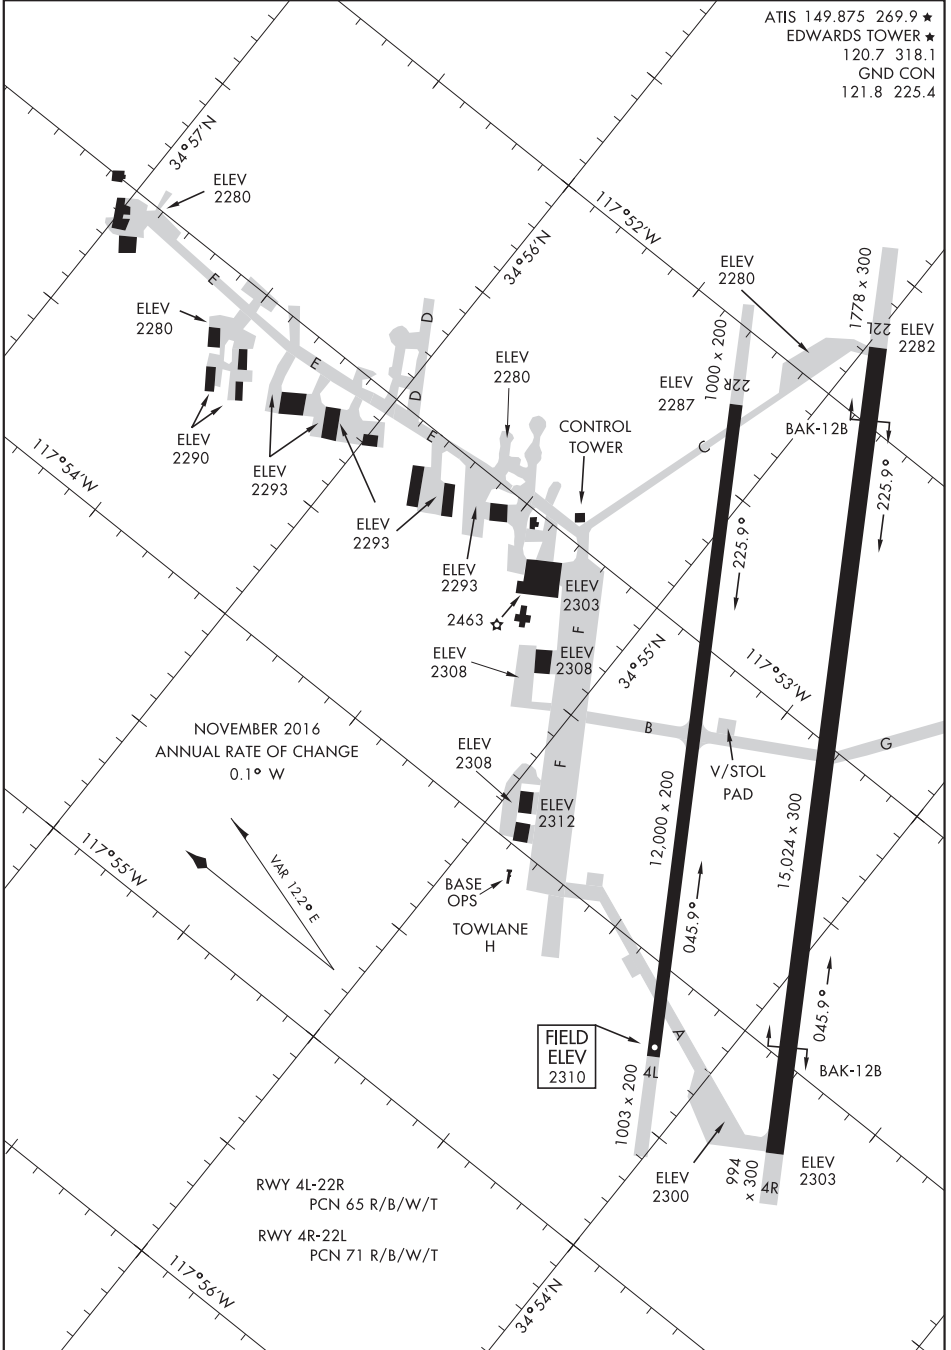 ATIS 149.875 269.9 ★
EDWARDS TOWER ★
120.7 318.1
GND CON
121.8 225.4
34°57'N
ELEV
2280
117°52'W
34°56'N
ELEV
2280
1778 x 300
E
ELEV
2280
D
22L
ELEV
2282
1000 x 200
E
ELEV
2280
ELEV
2287
22R
D
BAK-12B
CONTROL
TOWER
E
C
ELEV
2290
117°54'W
ELEV
2293
225.9°
ELEV
2293
225.9°
ELEV
2293
ELEV
2303
2463
F
ELEV
2308
ELEV
2308
34°55'N
117°53'W
NOVEMBER 2016
ANNUAL RATE OF CHANGE
0.1° W
B
G
ELEV
2308
F
V/STOL
PAD
ELEV
2312
12,000 x 200
15,024 x 300
117°55'W
VAR 12.2° E
BASE
OPS
TOWLANE
H
045.9°
045.9°
FIELD
ELEV
2310
A
4L
BAK-12B
1003 x 200
ELEV
2300
994
x 300
4R
ELEV
2303
RWY 4L-22R
PCN 65 R/B/W/T
RWY 4R-22L
PCN 71 R/B/W/T
117°56'W
34°54'N